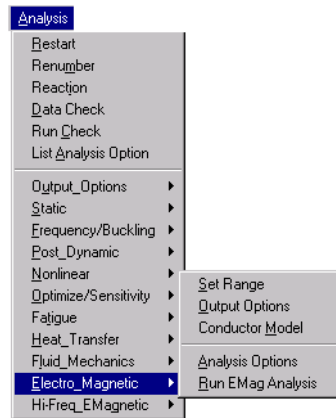 Analysis
Restart
Renumber
Reaction
Data Check
Run Check
List Analysis Option
Output_Options
Static
Frequency/Buckling
Post_Dynamic
Nonlinear
Optimize/Sensitivity
Fatigue
Heat_Transfer
Fluid_Mechanics
Electro_Magnetic
Hi-Freq_EMagnetic
Set Range
Output Options
Conductor Model
Analysis Options
Run EMag Analysis